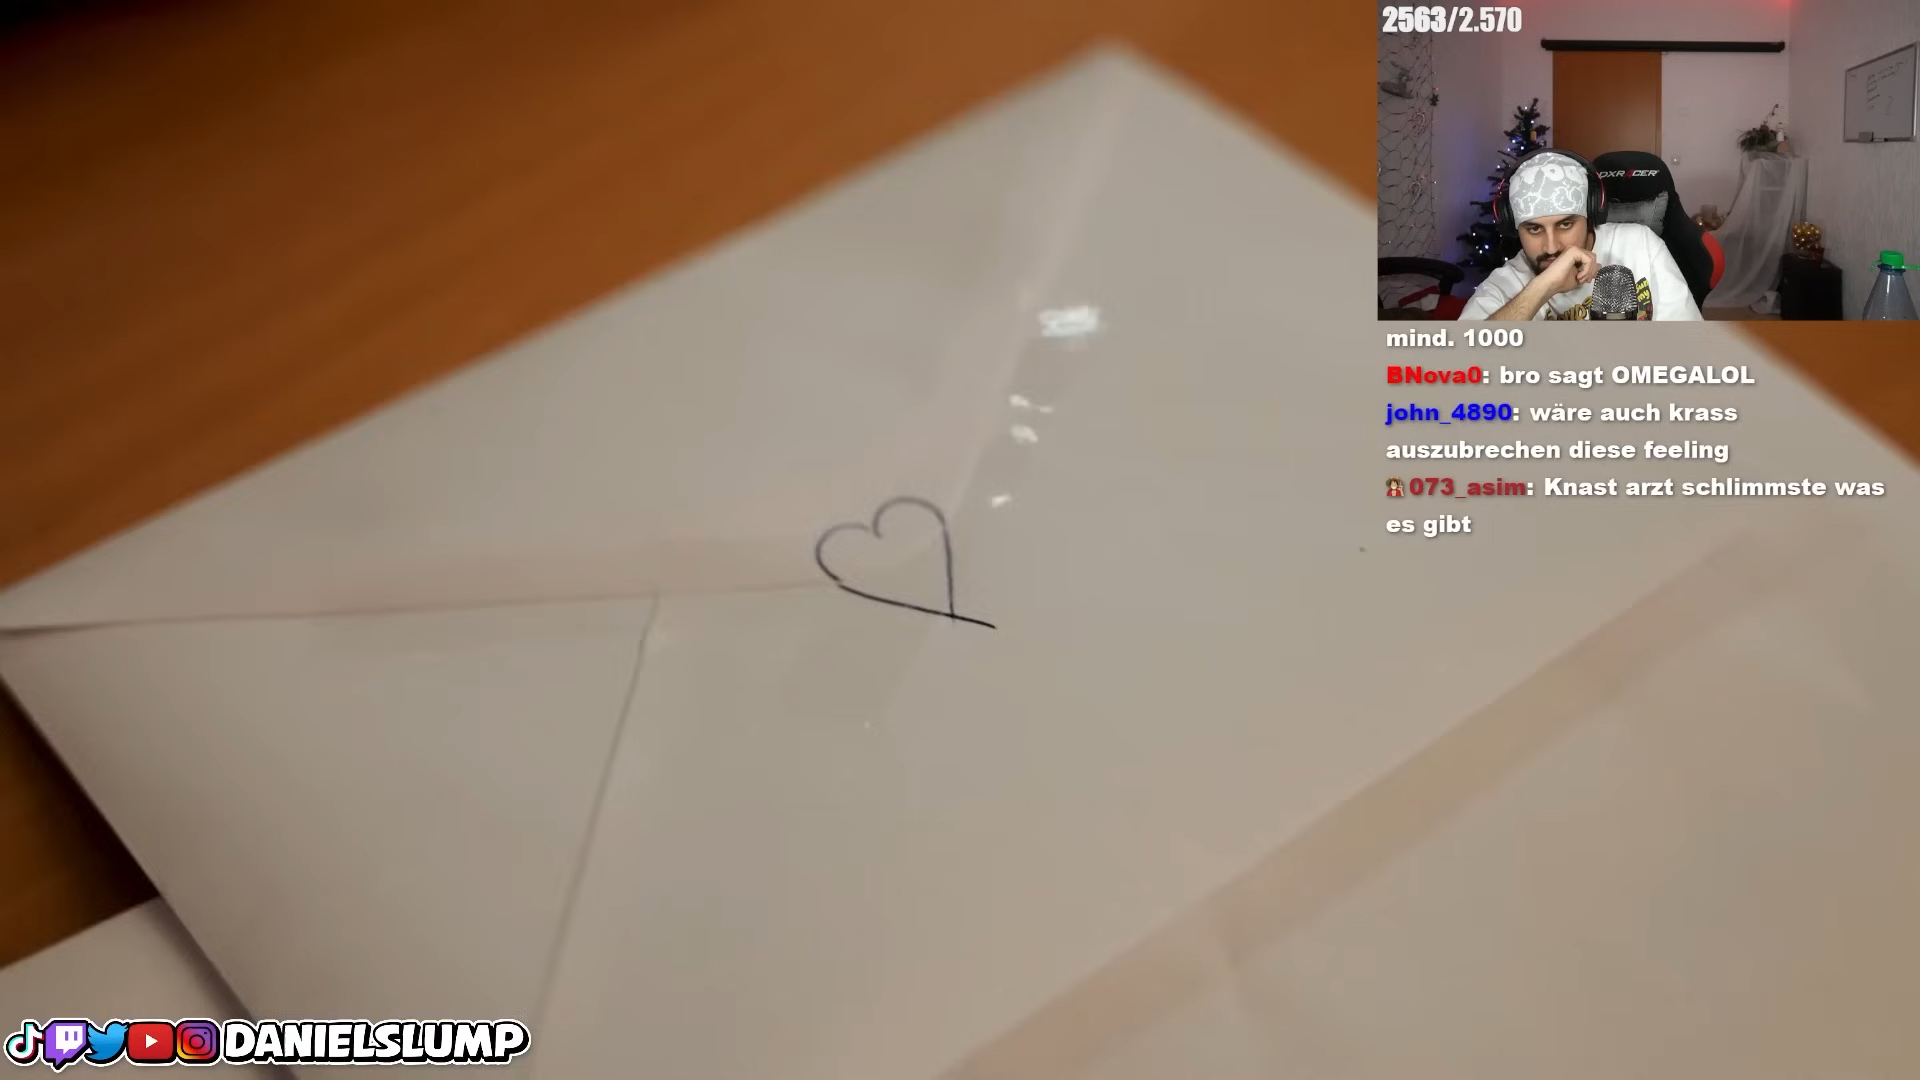 2563/2.570
DXRACER
mind. 1000
BNova0: bro sagt OMEGALOL
john_4890: wäre auch krass
auszubrechen diese feeling
073_asim: Knast arzt schlimmste was
es gibt
DANIELSLUMP